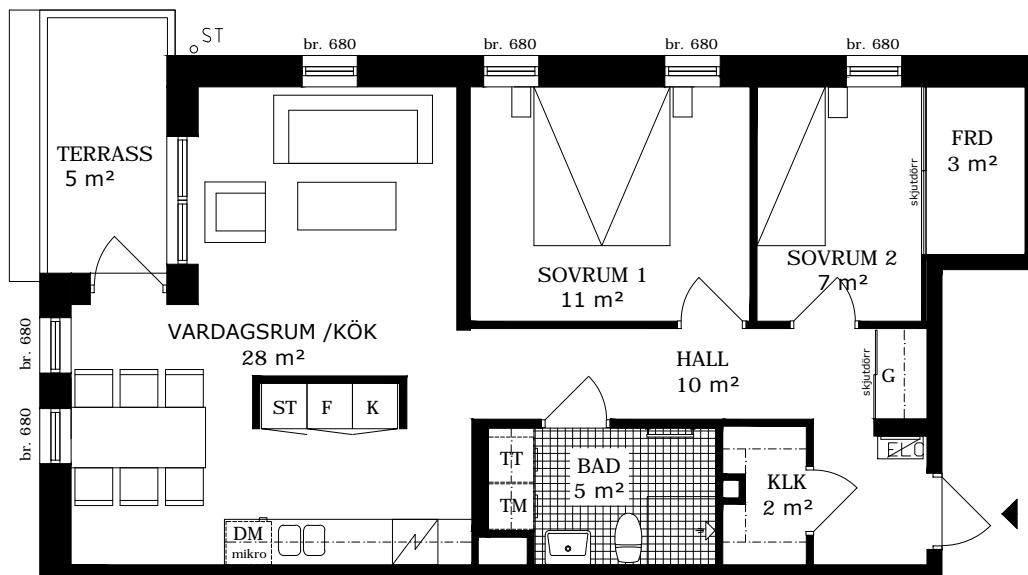 ST
br. 680
br. 680
br. 680
br. 680
TERRASS
5 m²
FRD
3 m²
skjutdörr
SOVRUM 1
11 m²
SOVRUM 2
7 m²
br. 680
VARDAGSRUM /KÖK
28 m²
HALL
10 m²
skjutdörr
G
ST F K
br. 680
ELC
TT
BAD
5 m²
TM
KLK
2 m²
DM
mikro